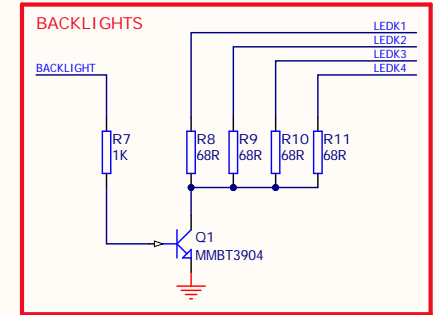 BACKLIGHTS
LEDK1
LEDK2
LEDK3
LEDK4
BACKLIGHT
R7
1K
R8
68R
R9
68R
R10
68R
R11
68R
Q1
MMBT3904